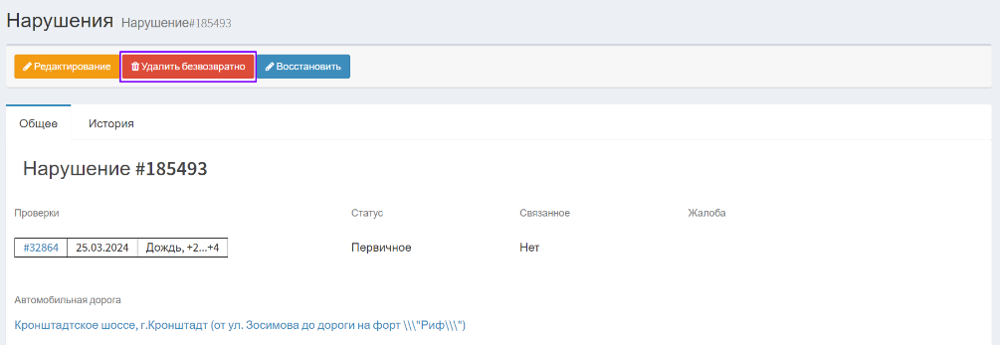 Нарушения Нарушение#185493
Редактирование Удалить безвозвратно Восстановить
Общее История
Нарушение #185493
Проверки Статус Связанное Жалоба
#32864 25.03.2024 Дождь, +2...+4 Первичное Нет
Автомобильная дорога
Кронштадтское шоссе, г.Кронштадт (от ул. Зосимова до дороги на форт \\\"Риф\\\")